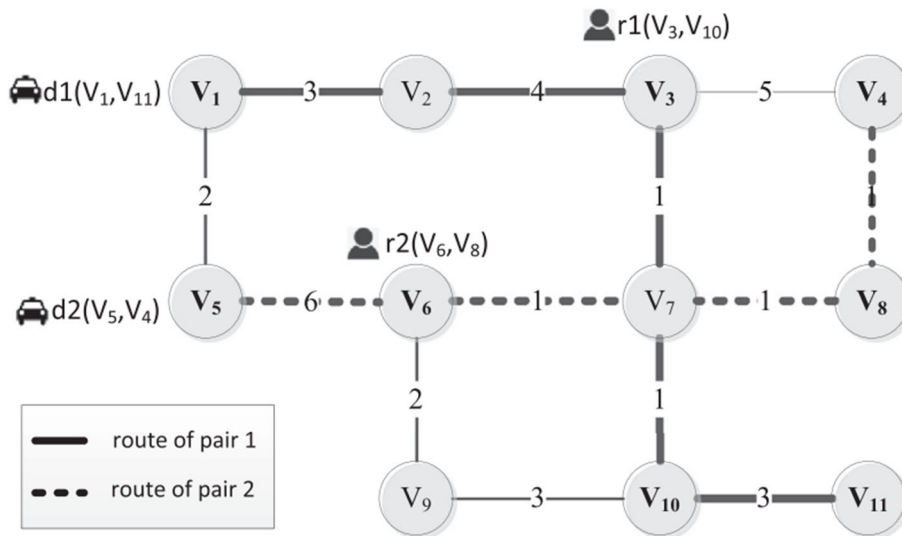 r1(V3,V10)
d1(V1,V11)
V1
3
V2
4
V3
5
V4
2
1
1
r2(V6,V8)
d2(V5,V4)
V5
6
V6
1
V7
1
V8
2
1
route of pair 1
route of pair 2
V9
3
V10
3
V11